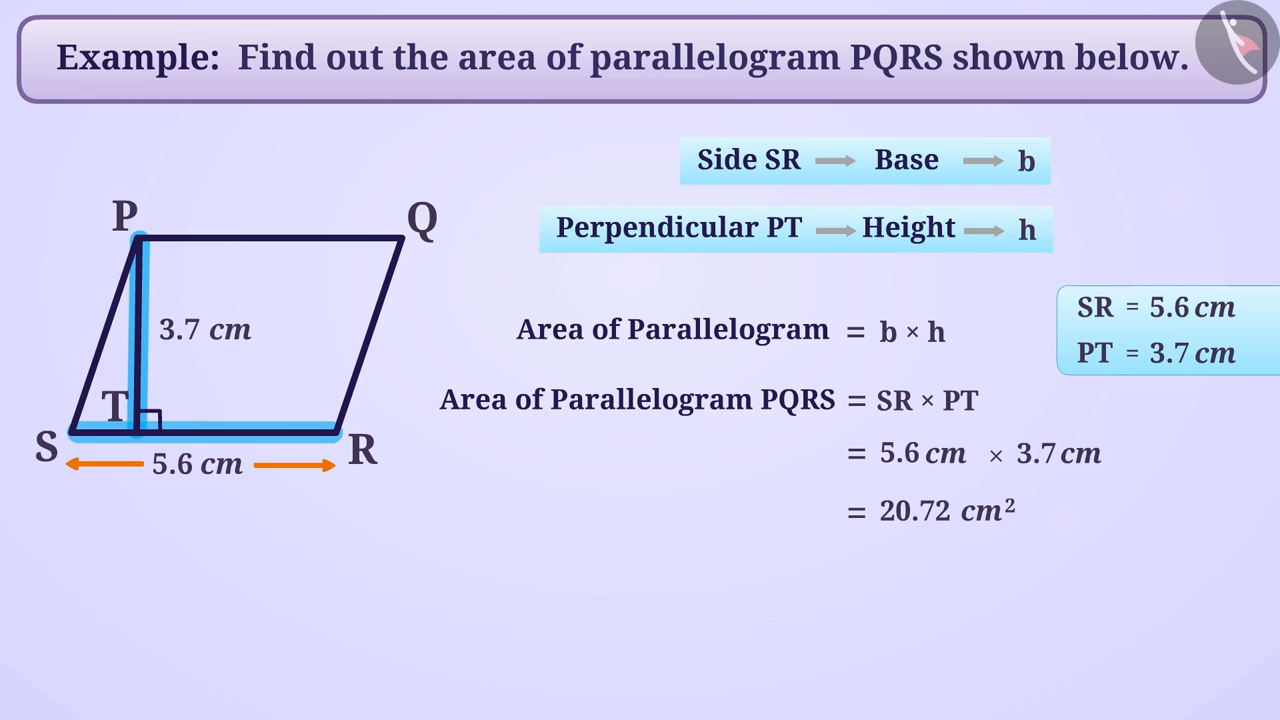 Example: Find out the area of parallelogram PQRS shown below.
Side SR → Base → b
Perpendicular PT → Height → h
P
Q
3.7 cm
T
S
R
5.6 cm
SR = 5.6 cm
PT = 3.7 cm
Area of Parallelogram = b × h
Area of Parallelogram PQRS = SR × PT
= 5.6 cm × 3.7 cm
= 20.72 cm²